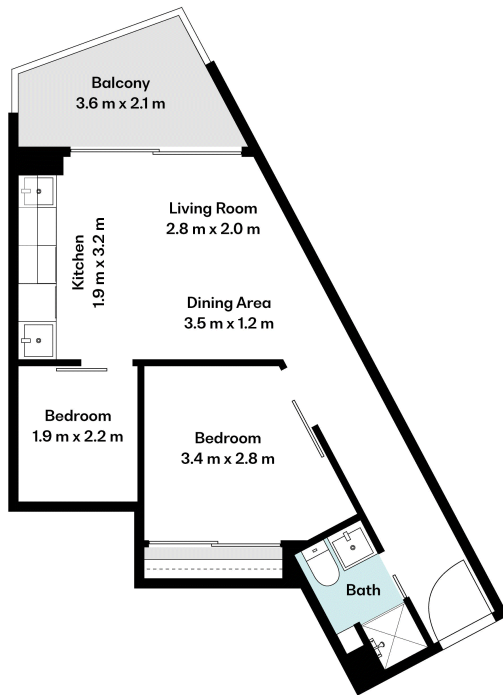 Balcony
3.6 m x 2.1 m
Living Room
2.8 m x 2.0 m
Kitchen
1.9 m x 3.2 m
Dining Area
3.5 m x 1.2 m
Bedroom
1.9 m x 2.2 m
Bedroom
3.4 m x 2.8 m
Bath